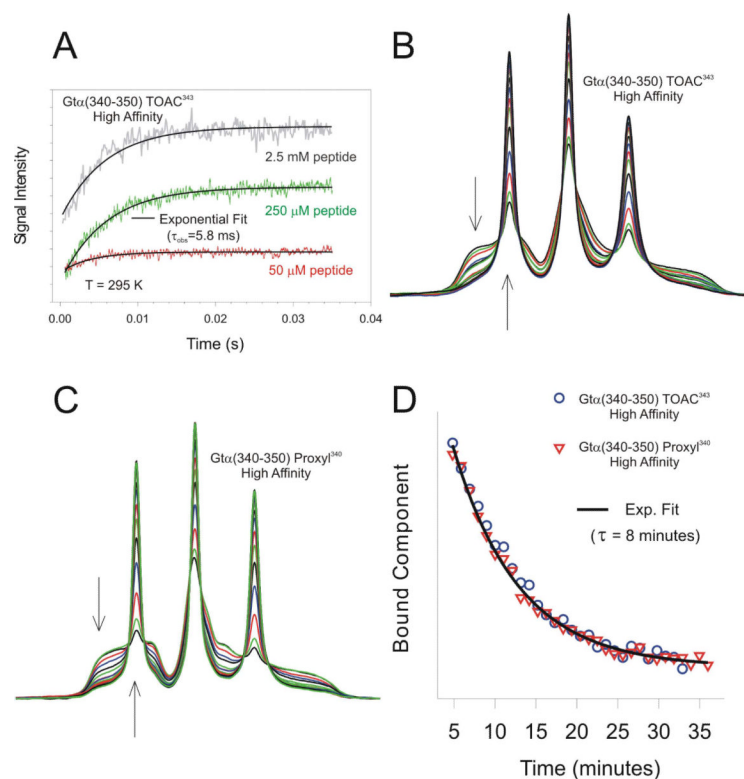 A
Gtα(340-350) TOAC³⁴³
High Affinity
Signal Intensity
2.5 mM peptide
250 μM peptide
Exponential Fit
(τobs=5.8 ms)
50 μM peptide
T = 295 K
0.00 0.01 0.02 0.03 0.04
Time (s)
B
Gtα(340-350) TOAC³⁴³
High Affinity
C
Gtα(340-350) Proxyl³⁴⁰
High Affinity
D
Gtα(340-350) TOAC³⁴³
High Affinity
Gtα(340-350) Proxyl³⁴⁰
High Affinity
Exp. Fit
(τ = 8 minutes)
Bound Component
5 10 15 20 25 30 35
Time (minutes)